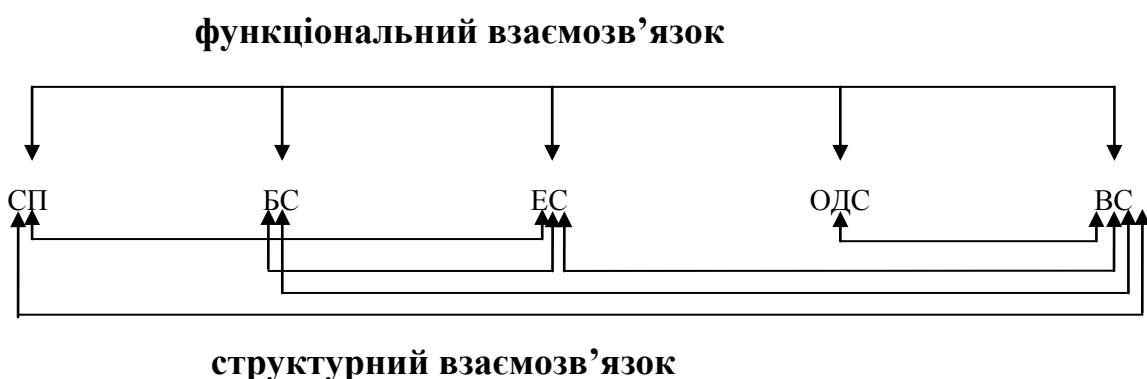 функціональний взаємозв’язок
СП БС ЕС ОДС ВС
структурний взаємозв’язок